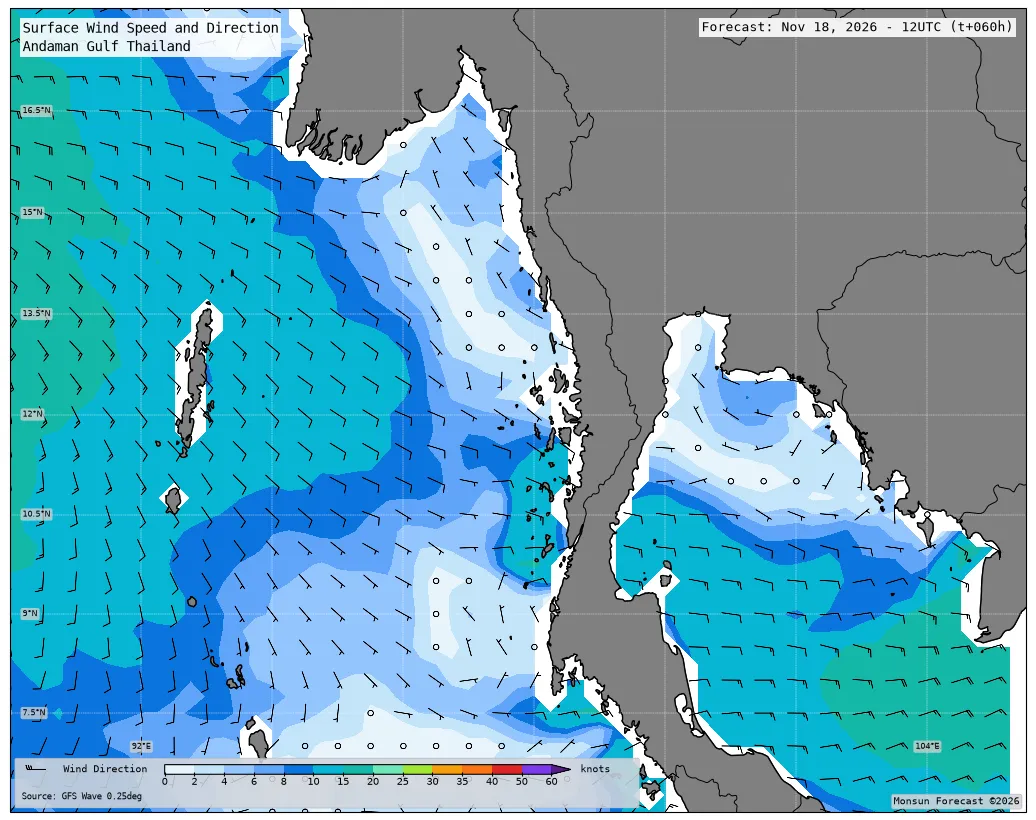 Surface Wind Speed and Direction
Andaman Gulf Thailand
Forecast: Nov 18, 2026 - 12UTC (t+060h)
16.5°N
15°N
13.5°N
12°N
10.5°N
9°N
7.5°N
92°E
104°E
Wind Direction
0 2 4 6 8 10 15 20 25 30 40 50 60
knots
Source: GFS Wave 0.25deg
Monsun Forecast ©2026